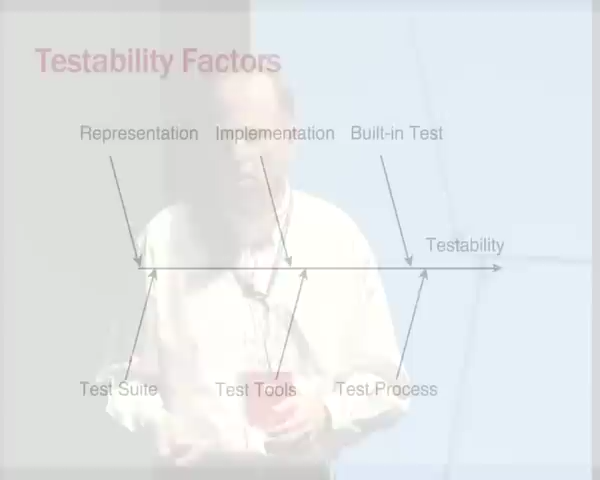 Testability Factors
Representation Implementation Built-in Test
Testability
Test Suite Test Tools Test Process